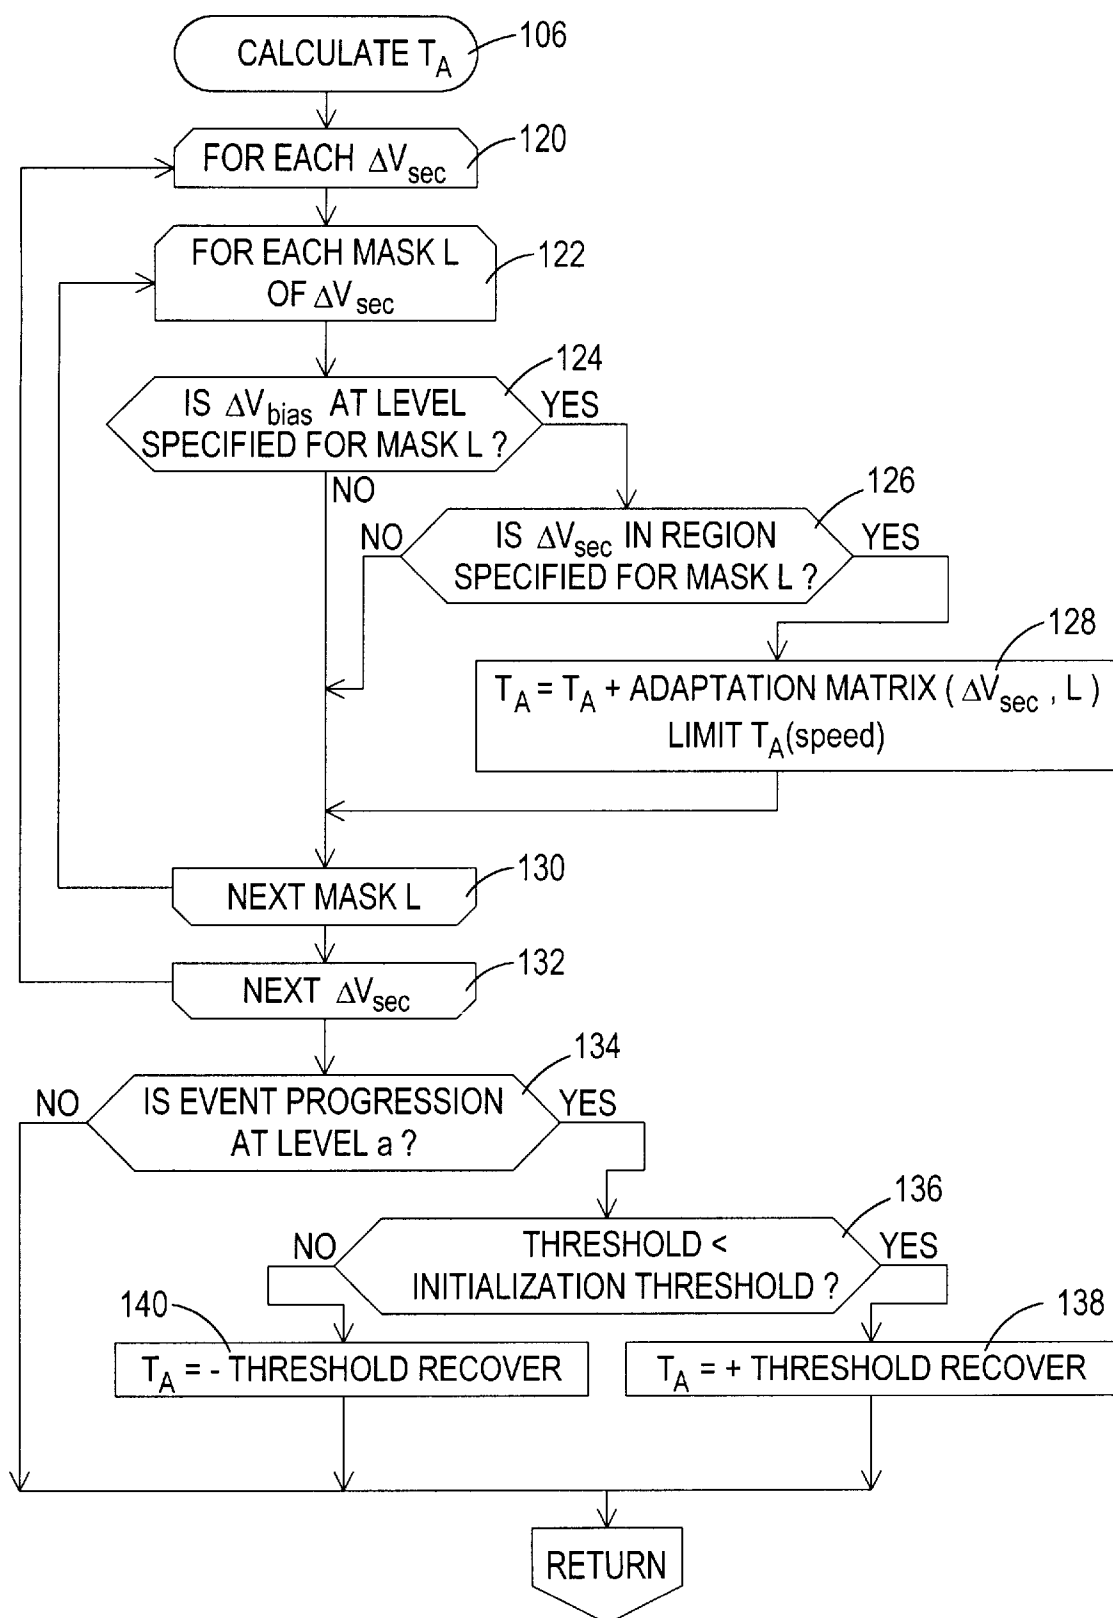 CALCULATE T_A
106
FOR EACH ΔV_sec
120
FOR EACH MASK L
OF ΔV_sec
122
124
IS ΔV_bias AT LEVEL
SPECIFIED FOR MASK L ?
YES
NO
126
NO
IS ΔV_sec IN REGION
SPECIFIED FOR MASK L ?
YES
128
T_A = T_A + ADAPTATION MATRIX ( ΔV_sec , L )
LIMIT T_A(speed)
NEXT MASK L
130
NEXT ΔV_sec
132
134
NO
IS EVENT PROGRESSION
AT LEVEL a ?
YES
136
NO
THRESHOLD <
INITIALIZATION THRESHOLD ?
YES
140
T_A = - THRESHOLD RECOVER
138
T_A = + THRESHOLD RECOVER
RETURN